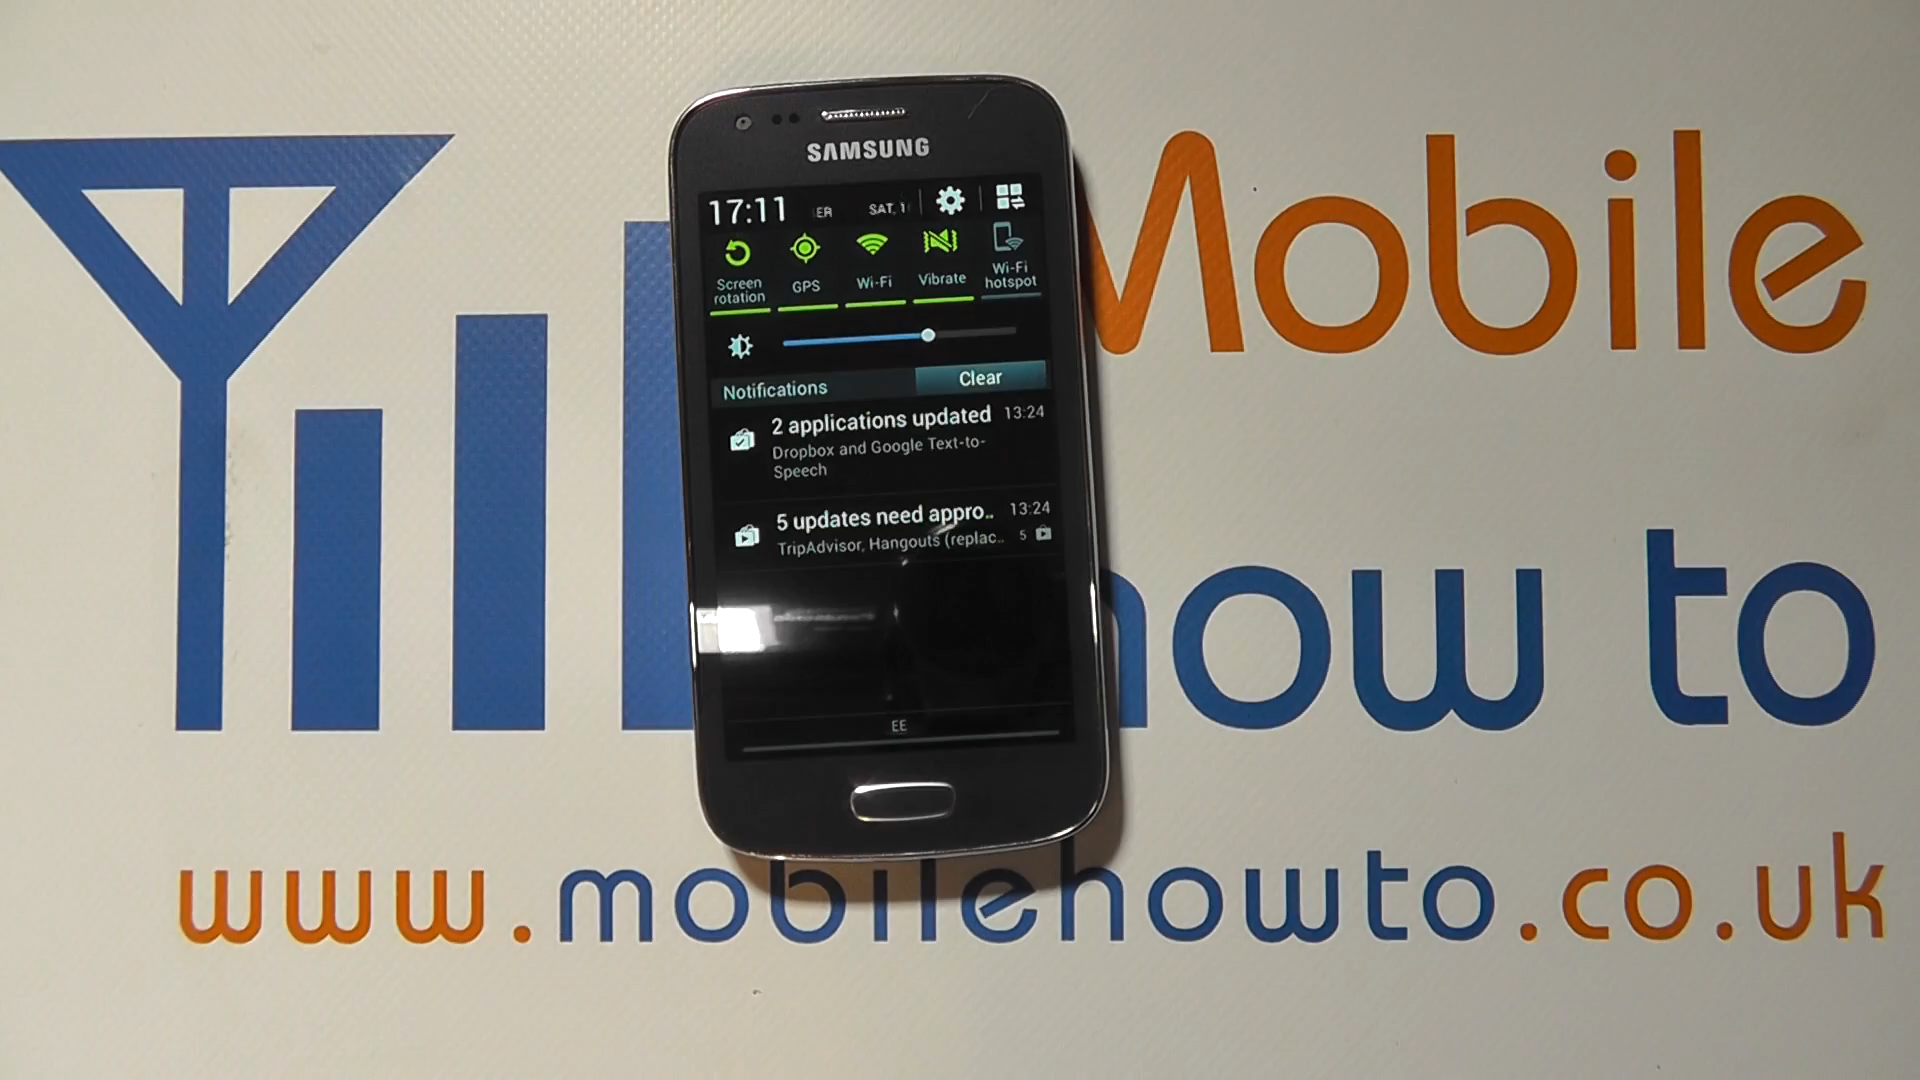 SAMSUNG
17:11 ER SAT, 1
Screen rotation
GPS
Wi-Fi
Vibrate
Wi-Fi hotspot
Notifications Clear
2 applications updated 13:24
Dropbox and Google Text-to-
Speech
5 updates need appro.. 13:24
TripAdvisor, Hangouts (replac.. 5
EE
Mobile
how to
www.mobilehowto.co.uk